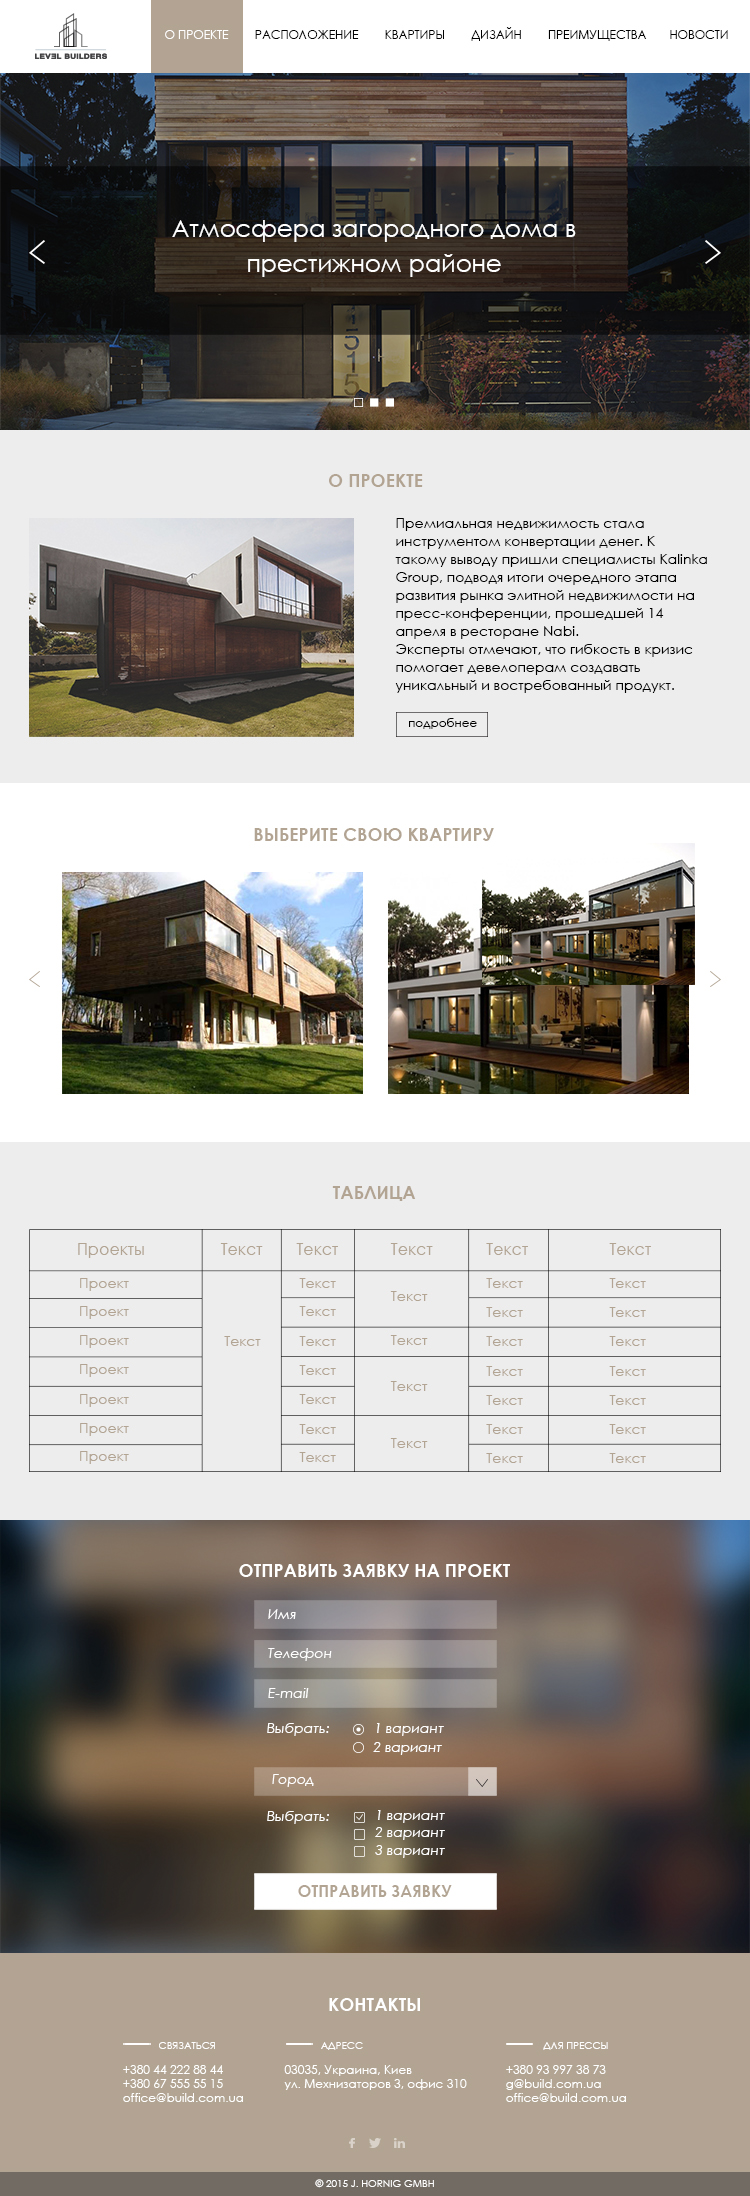 LEVEL BUILDERS
О ПРОЕКТЕ РАСПОЛОЖЕНИЕ КВАРТИРЫ ДИЗАЙН ПРЕИМУЩЕСТВА НОВОСТИ
Атмосфера загородного дома в
престижном районе
1515
О ПРОЕКТЕ
Премиальная недвижимость стала
инструментом конвертации денег. К
такому выводу пришли специалисты Kalinka
Group, подводя итоги очередного этапа
развития рынка элитной недвижимости на
пресс-конференции, прошедшей 14
апреля в ресторане Nabi.
Эксперты отмечают, что гибкость в кризис
помогает девелоперам создавать
уникальный и востребованный продукт.
подробнее
ВЫБЕРИТЕ СВОЮ КВАРТИРУ
ТАБЛИЦА
Проекты Текст Текст Текст Текст Текст
Проект Текст Текст Текст
Текст
Проект Текст Текст Текст
Проект Текст Текст Текст Текст Текст
Проект Текст Текст Текст
Текст
Проект Текст Текст Текст
Проект Текст Текст Текст
Текст
Проект Текст Текст Текст
ОТПРАВИТЬ ЗАЯВКУ НА ПРОЕКТ
Имя
Телефон
E-mail
Выбрать: 1 вариант
2 вариант
Город
Выбрать: 1 вариант
2 вариант
3 вариант
ОТПРАВИТЬ ЗАЯВКУ
КОНТАКТЫ
СВЯЗАТЬСЯ
+380 44 222 88 44
+380 67 555 55 15
office@build.com.ua
АДРЕСС
03035, Украина, Киев
ул. Мехнизаторов 3, офис 310
ДЛЯ ПРЕССЫ
+380 93 997 38 73
g@build.com.ua
office@build.com.ua
© 2015 J. HORNIG GMBH